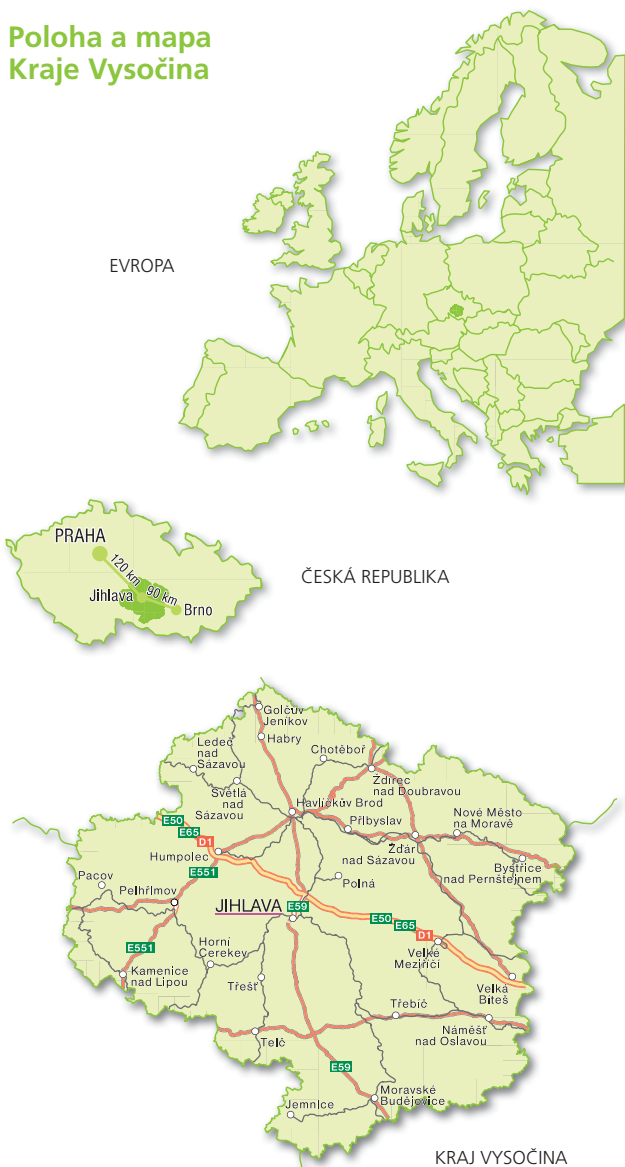 Poloha a mapa
Kraje Vysočina
EVROPA
PRAHA
120 km
90 km
Jihlava
Brno
ČESKÁ REPUBLIKA
Golčův
Jeníkov
Habry
Ledeč
nad
Sázavou
Chotěboř
Ždírec
nad Doubravou
Světlá
nad
Sázavou
Havlíčkův Brod
Přibyslav
Nové Město
na Moravě
E50
E65
D1
Humpolec
Žďár
nad Sázavou
Bystřice
nad Pernštejnem
E551
Pacov
Pelhřimov
Polná
JIHLAVA
E59
E50
E65
D1
E551
Horní
Cerekev
Velké
Meziříčí
Kamenice
nad Lipou
Třešť
Velká
Bíteš
Třebíč
Náměšť
nad Oslavou
Telč
E59
Moravské
Budějovice
Jemnice
KRAJ VYSOČINA